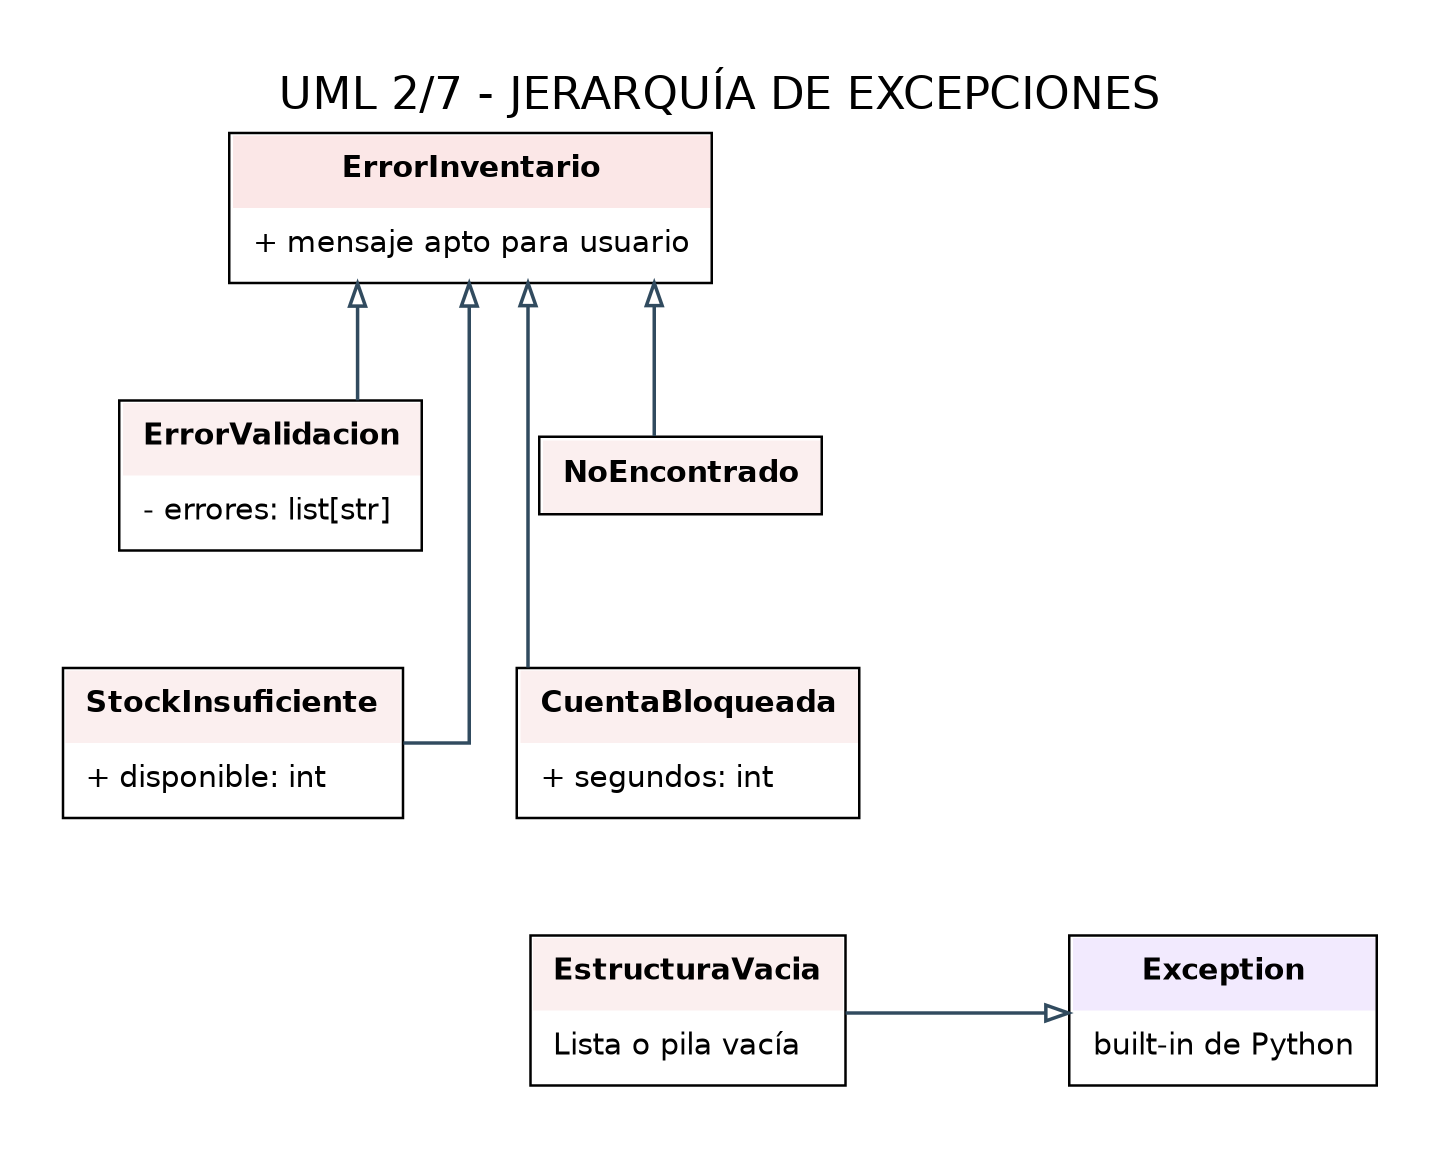 UML 2/7 - JERARQUÍA DE EXCEPCIONES
ErrorInventario
+ mensaje apto para usuario
ErrorValidacion
- errores: list[str]
NoEncontrado
StockInsuficiente
+ disponible: int
CuentaBloqueada
+ segundos: int
EstructuraVacia
Lista o pila vacía
Exception
built-in de Python